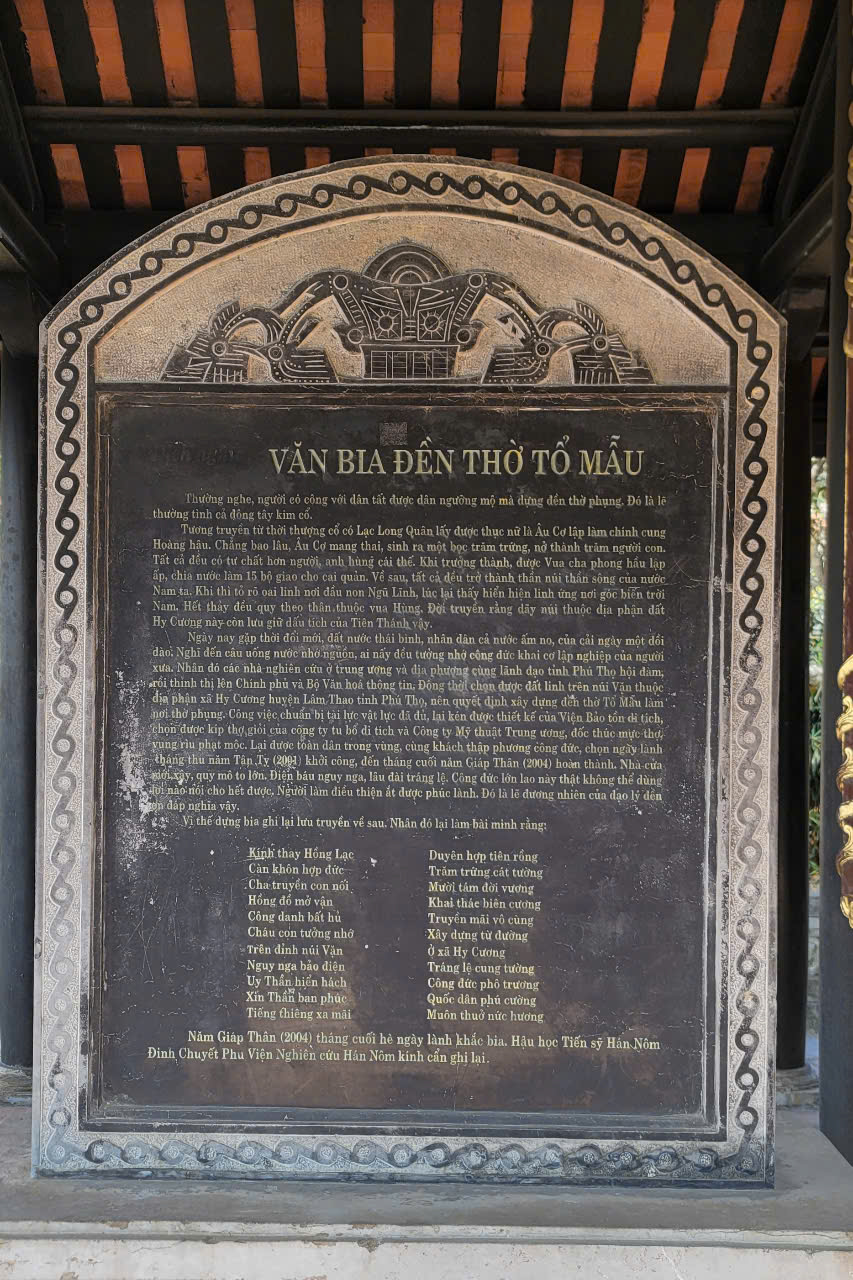 VĂN BIA ĐỀN THỜ TỔ MẪU
Thường nghe, người có công với dân tất được dân ngưỡng mộ mà dựng đền thờ phụng. Đó là lẽ
thường tình cả đông tây kim cổ.
Tương truyền từ thời thượng cổ có Lạc Long Quân lấy được thục nữ là Âu Cơ lập làm chính cung
Hoàng hậu. Chẳng bao lâu, Âu Cơ mang thai, sinh ra một bọc trăm trứng, nở thành trăm người con.
Tất cả đều có tư chất hơn người, anh hùng cái thế. Khi trưởng thành, được Vua cha phong hầu lập
ấp, chia nước làm 15 bộ giao cho cai quản. Về sau, tất cả đều trở thành thần núi thần sông của nước
Nam ta. Khi thì tỏ rõ oai linh nơi đầu non Ngũ Lĩnh, lúc lại thấy hiển hiện linh ứng nơi góc biển trời
Nam. Hết thảy đều quy theo thân thuộc vua Hùng. Đời truyền rằng dãy núi thuộc địa phận đất
Hy Cương này còn lưu giữ dấu tích của Tiên Thánh vậy.
Ngày nay gặp thời đổi mới, đất nước thái bình, nhân dân cả nước ấm no, của cải ngày một dồi
dào. Nghĩ đến câu uống nước nhớ nguồn, ai nấy đều tưởng nhớ công đức khai cơ lập nghiệp của người
xưa. Nhân đó các nhà nghiên cứu ở trung ương và địa phương cùng lãnh đạo tỉnh Phú Thọ hội đàm,
rồi thỉnh thị lên Chính phủ và Bộ Văn hoá thông tin. Đồng thời chọn được đất linh trên núi Vặn thuộc
địa phận xã Hy Cương huyện Lâm Thao tỉnh Phú Thọ, nên quyết định xây dựng đền thờ Tổ Mẫu làm
nơi thờ phụng. Công việc chuẩn bị tài lực vật lực đã đủ, lại kén được thiết kế của Viện Bảo tồn di tích,
chọn được kíp thợ giỏi của công ty tu bổ di tích và Công ty Mỹ thuật Trung ương, đốc thúc mực thợ,
vung rìu phạt mộc. Lại được toàn dân trong vùng, cùng khách thập phương công đức, chọn ngày lành
tháng thu năm Tân Tỵ (2001) khởi công, đến tháng cuối năm Giáp Thân (2004) hoàn thành. Nhà cửa
mới xây, quy mô to lớn. Điện báu nguy nga, lâu đài tráng lệ. Công đức lớn lao này thật không thể dùng
lời nào nói cho hết được. Người làm điều thiện ắt được phúc lành. Đó là lẽ đương nhiên của đạo lý đền
ơn đáp nghĩa vậy.
Vì thế dựng bia ghi lại lưu truyền về sau. Nhân đó lại làm bài minh rằng:
Kính thay Hồng Lạc Duyên hợp tiên rồng
Càn khôn hợp đức Trăm trứng cát tường
Cha truyền con nối Mười tám đời vương
Hồng đồ mở vận Khai thác biên cương
Công danh bất hủ Truyền mãi vô cùng
Cháu con tưởng nhớ Xây dựng từ đường
Trên đỉnh núi Vặn Ở xã Hy Cương
Nguy nga bảo điện Tráng lệ cung tường
Uy Thần hiển hách Công đức phô trương
Xin Thần ban phúc Quốc dân phú cường
Tiếng thiêng xa mãi Muôn thuở nức hương
Năm Giáp Thân (2004) tháng cuối hè ngày lành khắc bia. Hậu học Tiến sỹ Hán Nôm
Đinh Chuyết Phu Viện Nghiên cứu Hán Nôm kính cẩn ghi lại.